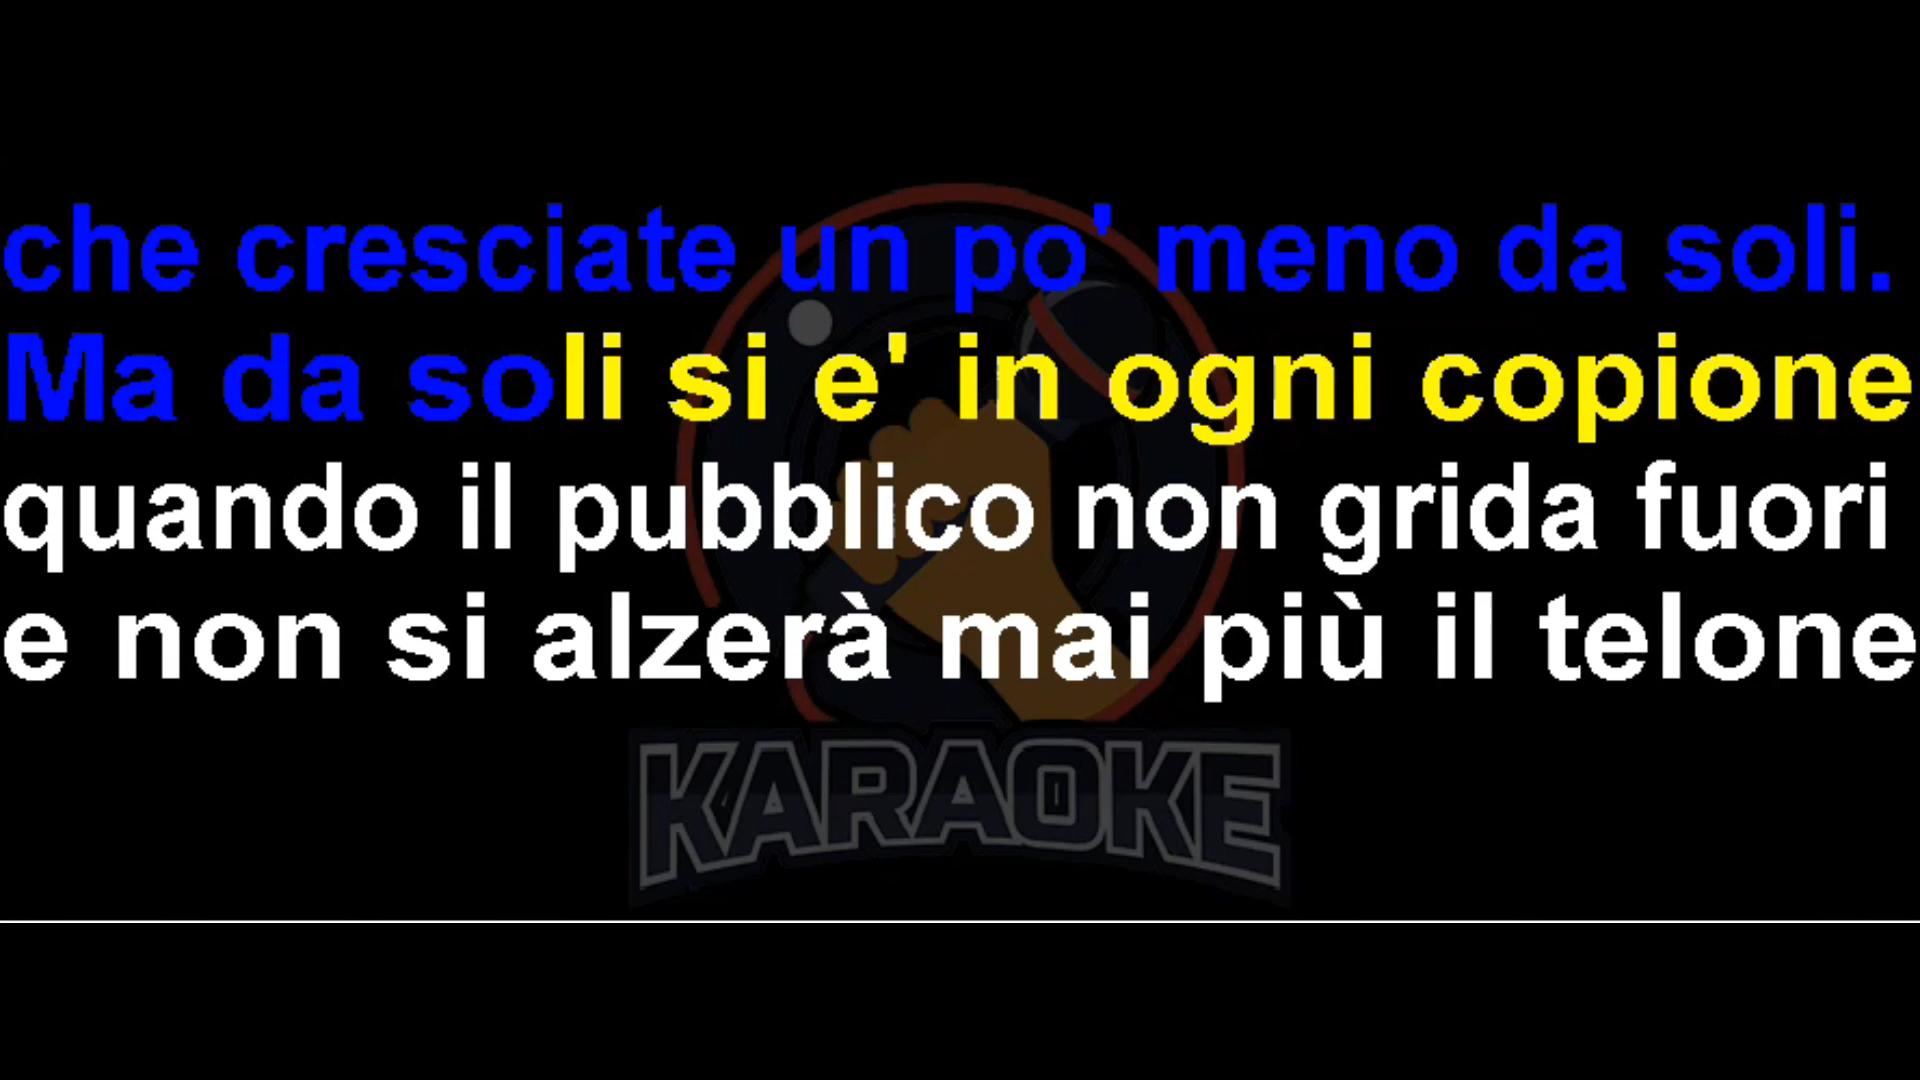 che cresciate un po' meno da soli.
Ma da soli si e' in ogni copione
quando il pubblico non grida fuori
e non si alzerà mai più il telone
KARAOKE